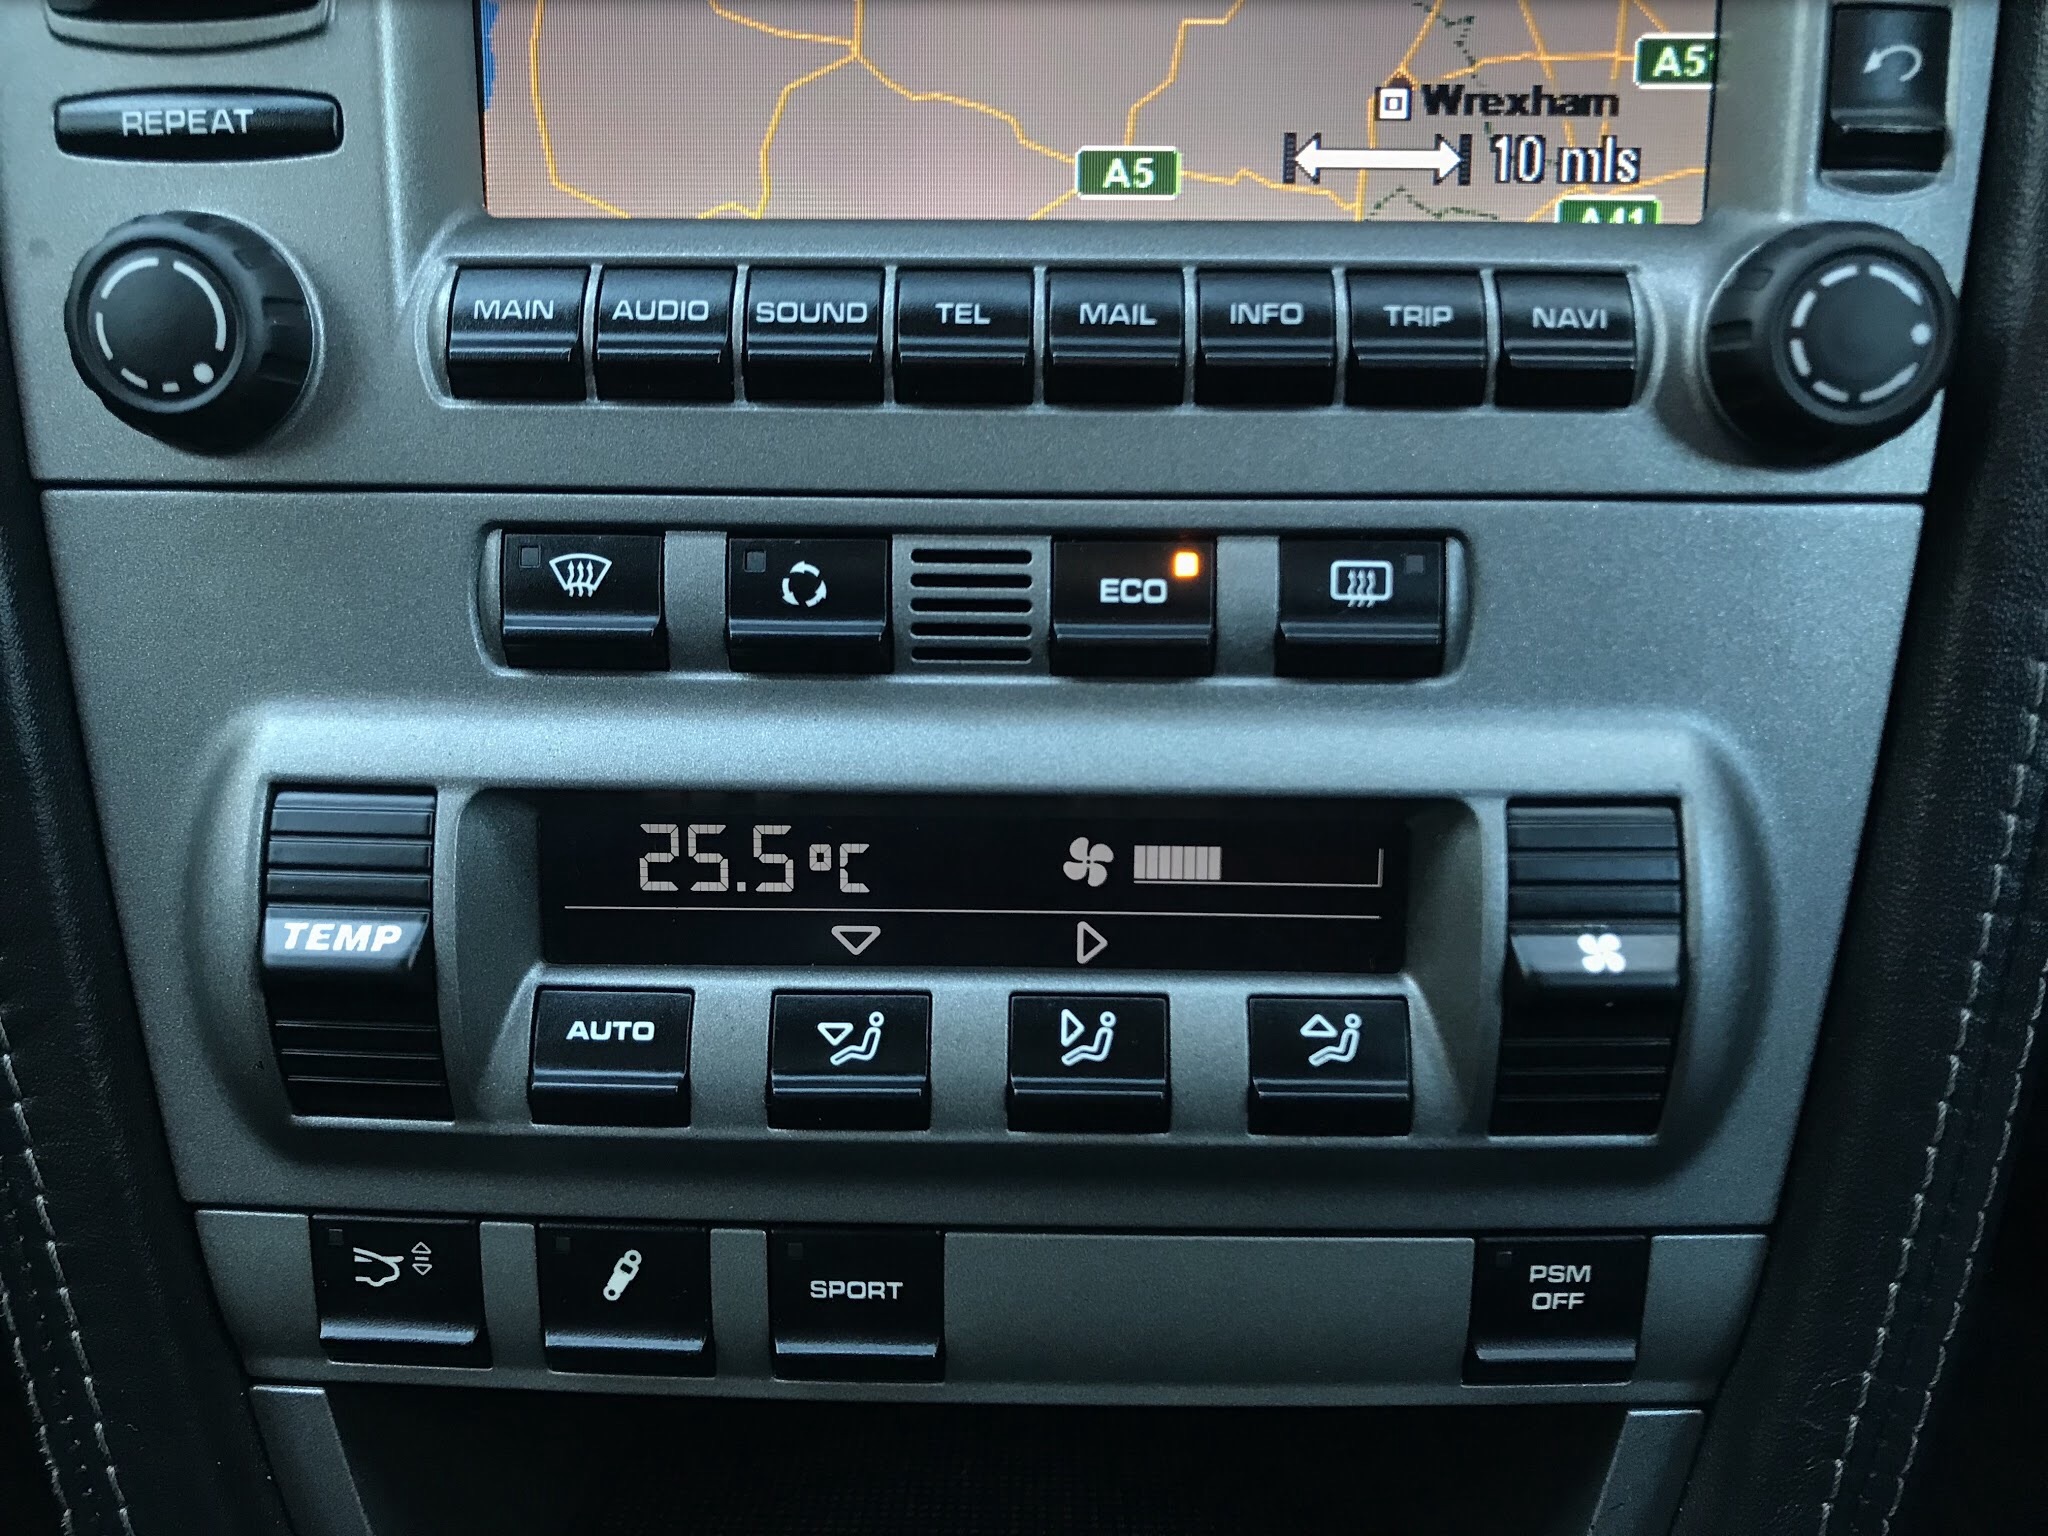 A5
Wrexham
REPEAT
A5
10 mls
A41
MAIN
AUDIO
SOUND
TEL
MAIL
INFO
TRIP
NAVI
ECO
25.5°C
TEMP
AUTO
SPORT
PSM
OFF